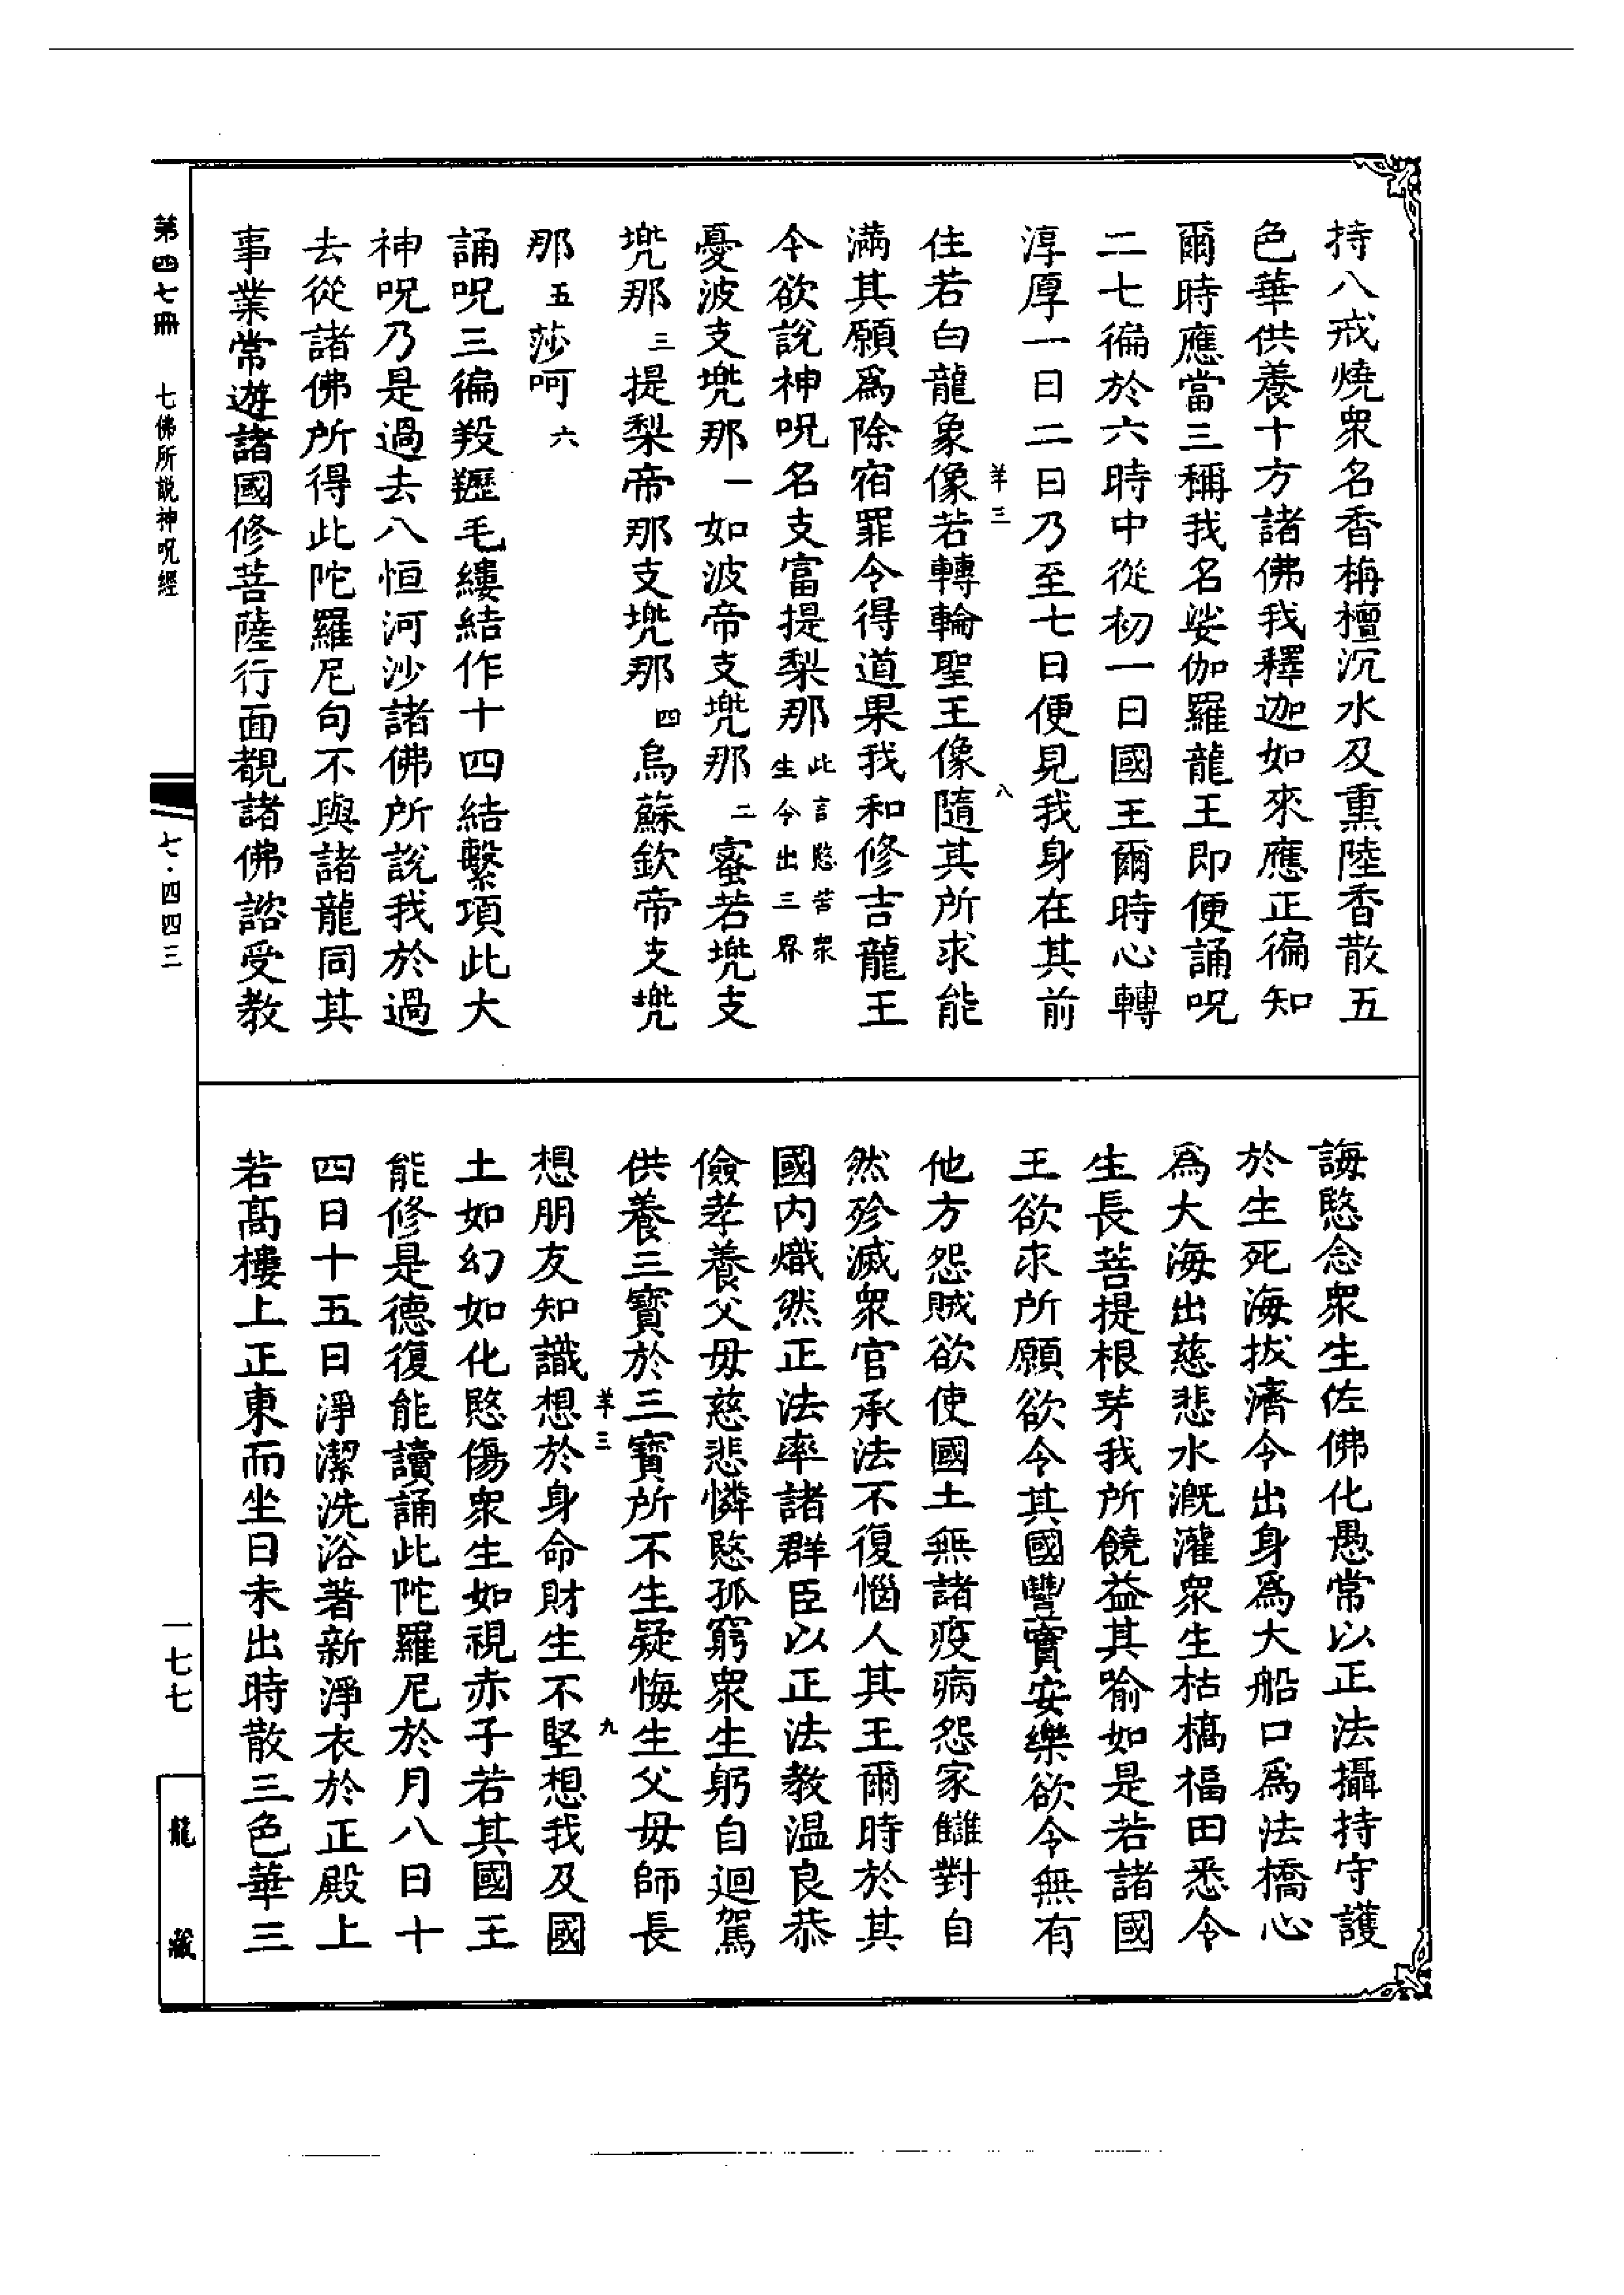 持八戒燒衆名香栴檀沉水及熏陸香散五
色華供養十方諸佛我釋迦如來應正徧知
爾時應當三稱我名娑伽羅龍王即便誦呪
二七徧於六時中從初一日國王爾時心轉
淳厚一日二日乃至七日便見我身在其前
羊三 八
住若白龍象像若轉輪聖王像隨其所求能
滿其願爲除宿罪令得道果我和修吉龍王
今欲說神呪名支富提梨那此言愍苦衆生令出三界
憂波支兠那一如波帝支兠那二蜜若兠支
兠那三提梨帝那支兠那四烏蘇欽帝支兠
那五莎呵六
誦呪三徧羖䍽毛縷結作十四結繫項此大
神呪乃是過去八恒河沙諸佛所說我於過
去從諸佛所得此陀羅尼句不與諸龍同其
事業常遊諸國修菩薩行面覩諸佛諮受教
誨愍念衆生佐佛化愚常以正法攝持守護
於生死海拔濟令出身爲大船口爲法橋心
爲大海出慈悲水溉灌衆生枯槁福田悉令
生長菩提根芽我所饒益其喻如是若諸國
王欲求所願欲令其國豐實安樂欲令無有
他方怨賊欲使國土無諸疫病怨家讎對自
然殄滅衆官承法不復惱人其王爾時於其
國内熾然正法率諸群臣以正法教温良恭
儉孝養父母慈悲憐愍孤窮衆生躬自迴駕
供養三寶於三寶所不生疑悔生父母師長
羊三 九
想朋友知識想於身命財生不堅想我及國
土如幻如化愍傷衆生如視赤子若其國王
能修是德復能讀誦此陀羅尼於月八日十
四日十五日淨潔洗浴著新淨衣於正殿上
若髙樓上正東而坐日未出時散三色華三
第四七冊 七佛所説神呪經
七·四四三
一七七
龍藏